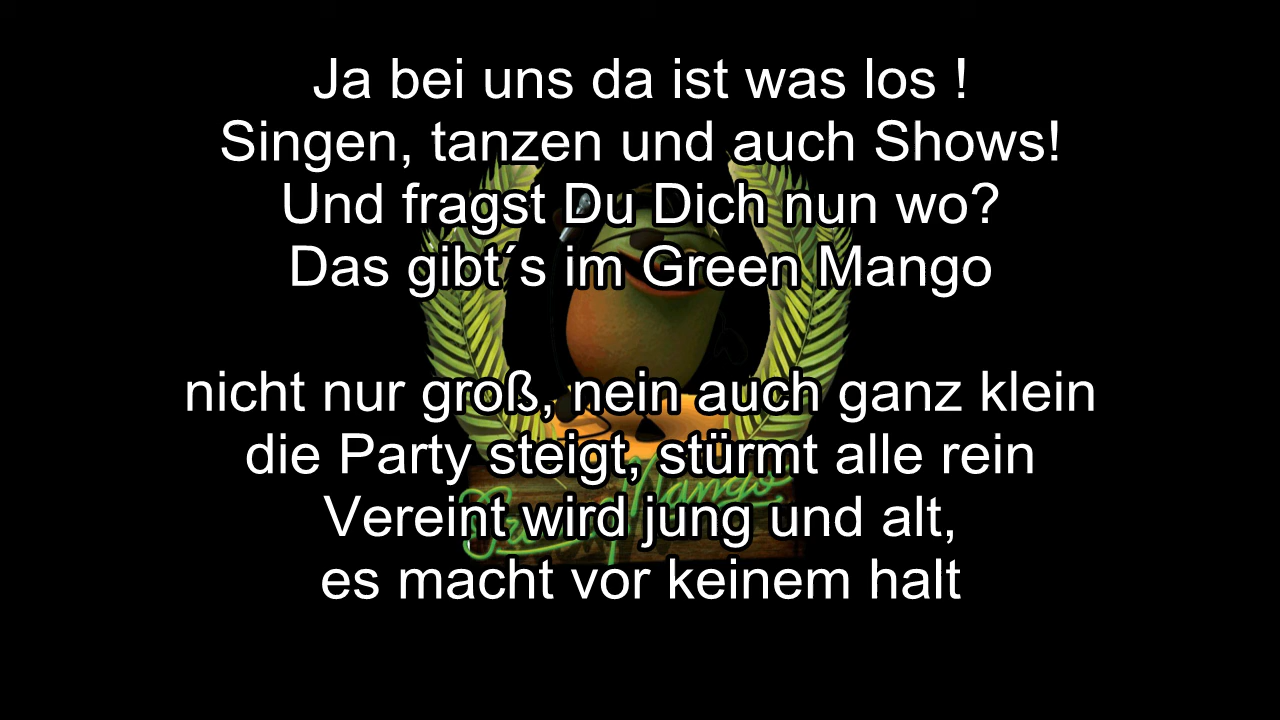 Ja bei uns da ist was los !
Singen, tanzen und auch Shows!
Und fragst Du Dich nun wo?
Das gibt´s im Green Mango
nicht nur groß, nein auch ganz klein
die Party steigt, stürmt alle rein
Vereint wird jung und alt,
es macht vor keinem halt
Mango